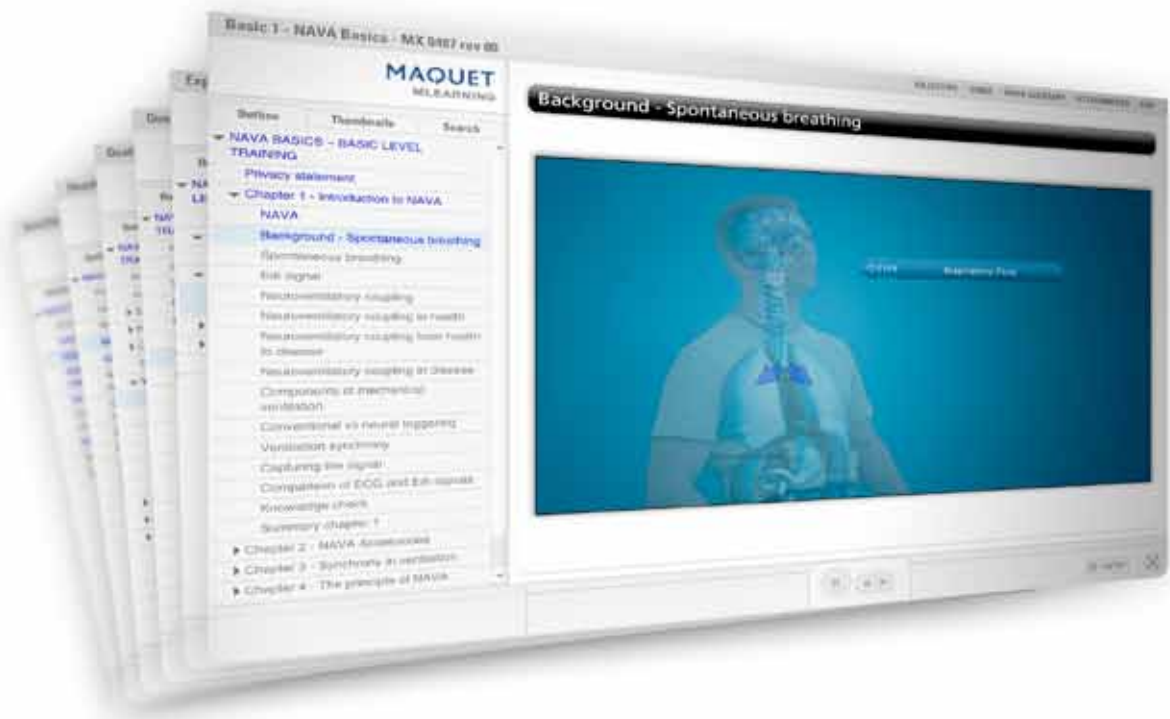 Basic 1 - NAVA Basics - MX 0487 rev 00
MAQUET
MLEARNING
Outline Thumbnails Search
NAVA BASICS - BASIC LEVEL
TRAINING
Privacy statement
Chapter 1 - Introduction to NAVA
NAVA
Background - Spontaneous breathing
Spontaneous breathing
Edi signal
Neuroventilatory coupling
Neuroventilatory coupling in health
Neuroventilatory coupling from health
to disease
Neuroventilatory coupling in disease
Components of mechanical
ventilation
Conventional vs neural triggering
Ventilation synchrony
Capturing the signal
Comparison of ECG and Edi signals
Knowledge check
Summary chapter 1
Chapter 2 - NAVA Accessories
Chapter 3 - Synchrony in ventilation
Chapter 4 - The principle of NAVA
Background - Spontaneous breathing